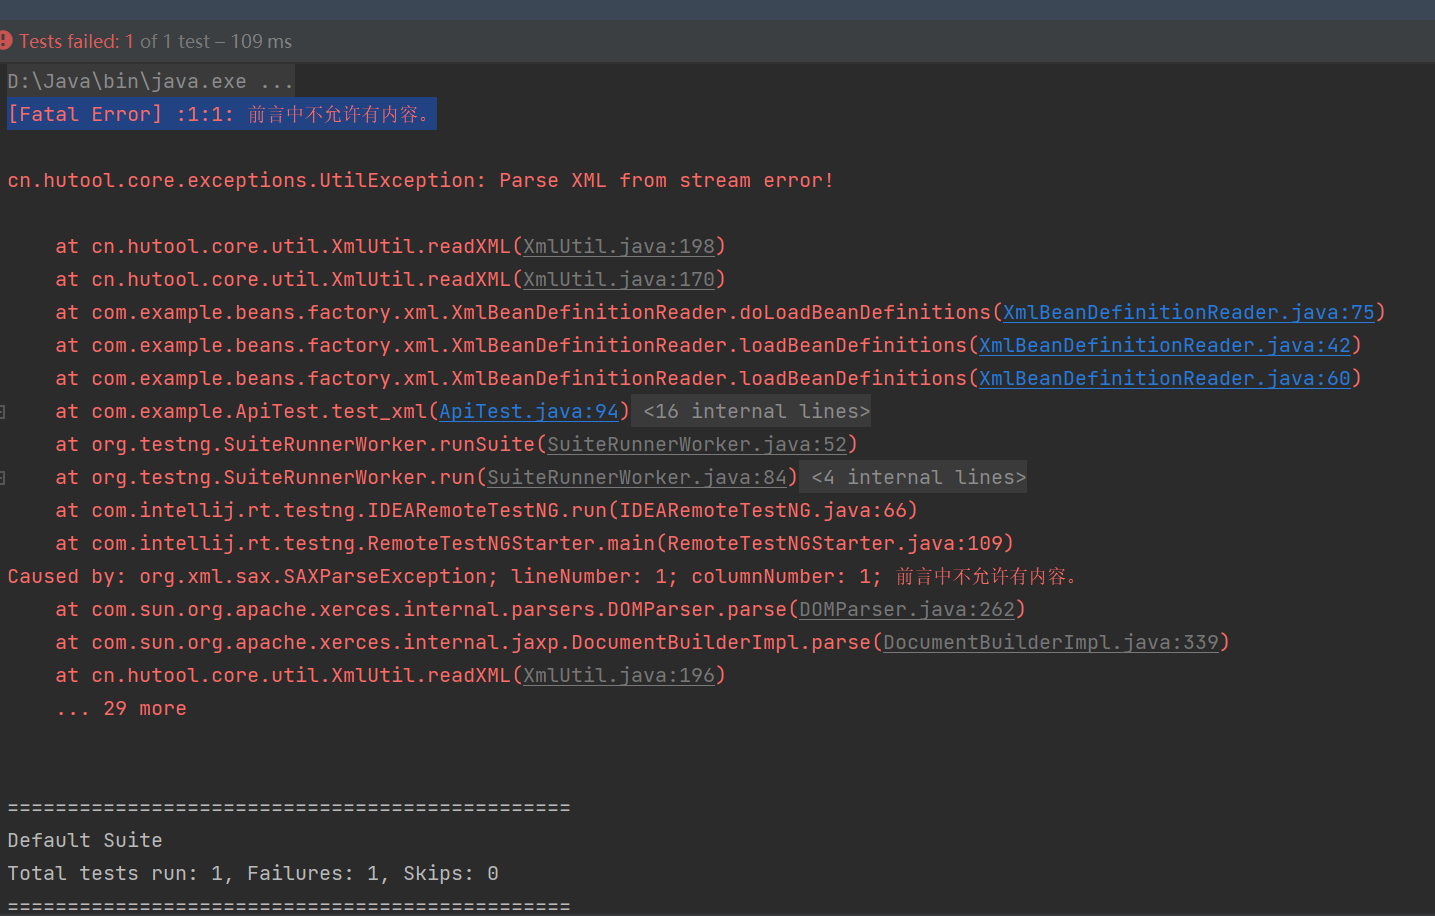 Tests failed: 1 of 1 test – 109 ms
D:\Java\bin\java.exe ...
[Fatal Error] :1:1: 前言中不允许有内容。
cn.hutool.core.exceptions.UtilException: Parse XML from stream error!
at cn.hutool.core.util.XmlUtil.readXML(XmlUtil.java:198)
at cn.hutool.core.util.XmlUtil.readXML(XmlUtil.java:170)
at com.example.beans.factory.xml.XmlBeanDefinitionReader.doLoadBeanDefinitions(XmlBeanDefinitionReader.java:75)
at com.example.beans.factory.xml.XmlBeanDefinitionReader.loadBeanDefinitions(XmlBeanDefinitionReader.java:42)
at com.example.beans.factory.xml.XmlBeanDefinitionReader.loadBeanDefinitions(XmlBeanDefinitionReader.java:60)
at com.example.ApiTest.test_xml(ApiTest.java:94) <16 internal lines>
at org.testng.SuiteRunnerWorker.runSuite(SuiteRunnerWorker.java:52)
at org.testng.SuiteRunnerWorker.run(SuiteRunnerWorker.java:84) <4 internal lines>
at com.intellij.rt.testng.IDEARemoteTestNG.run(IDEARemoteTestNG.java:66)
at com.intellij.rt.testng.RemoteTestNGStarter.main(RemoteTestNGStarter.java:109)
Caused by: org.xml.sax.SAXParseException; lineNumber: 1; columnNumber: 1; 前言中不允许有内容。
at com.sun.org.apache.xerces.internal.parsers.DOMParser.parse(DOMParser.java:262)
at com.sun.org.apache.xerces.internal.jaxp.DocumentBuilderImpl.parse(DocumentBuilderImpl.java:339)
at cn.hutool.core.util.XmlUtil.readXML(XmlUtil.java:196)
... 29 more
===============================================
Default Suite
Total tests run: 1, Failures: 1, Skips: 0
===============================================